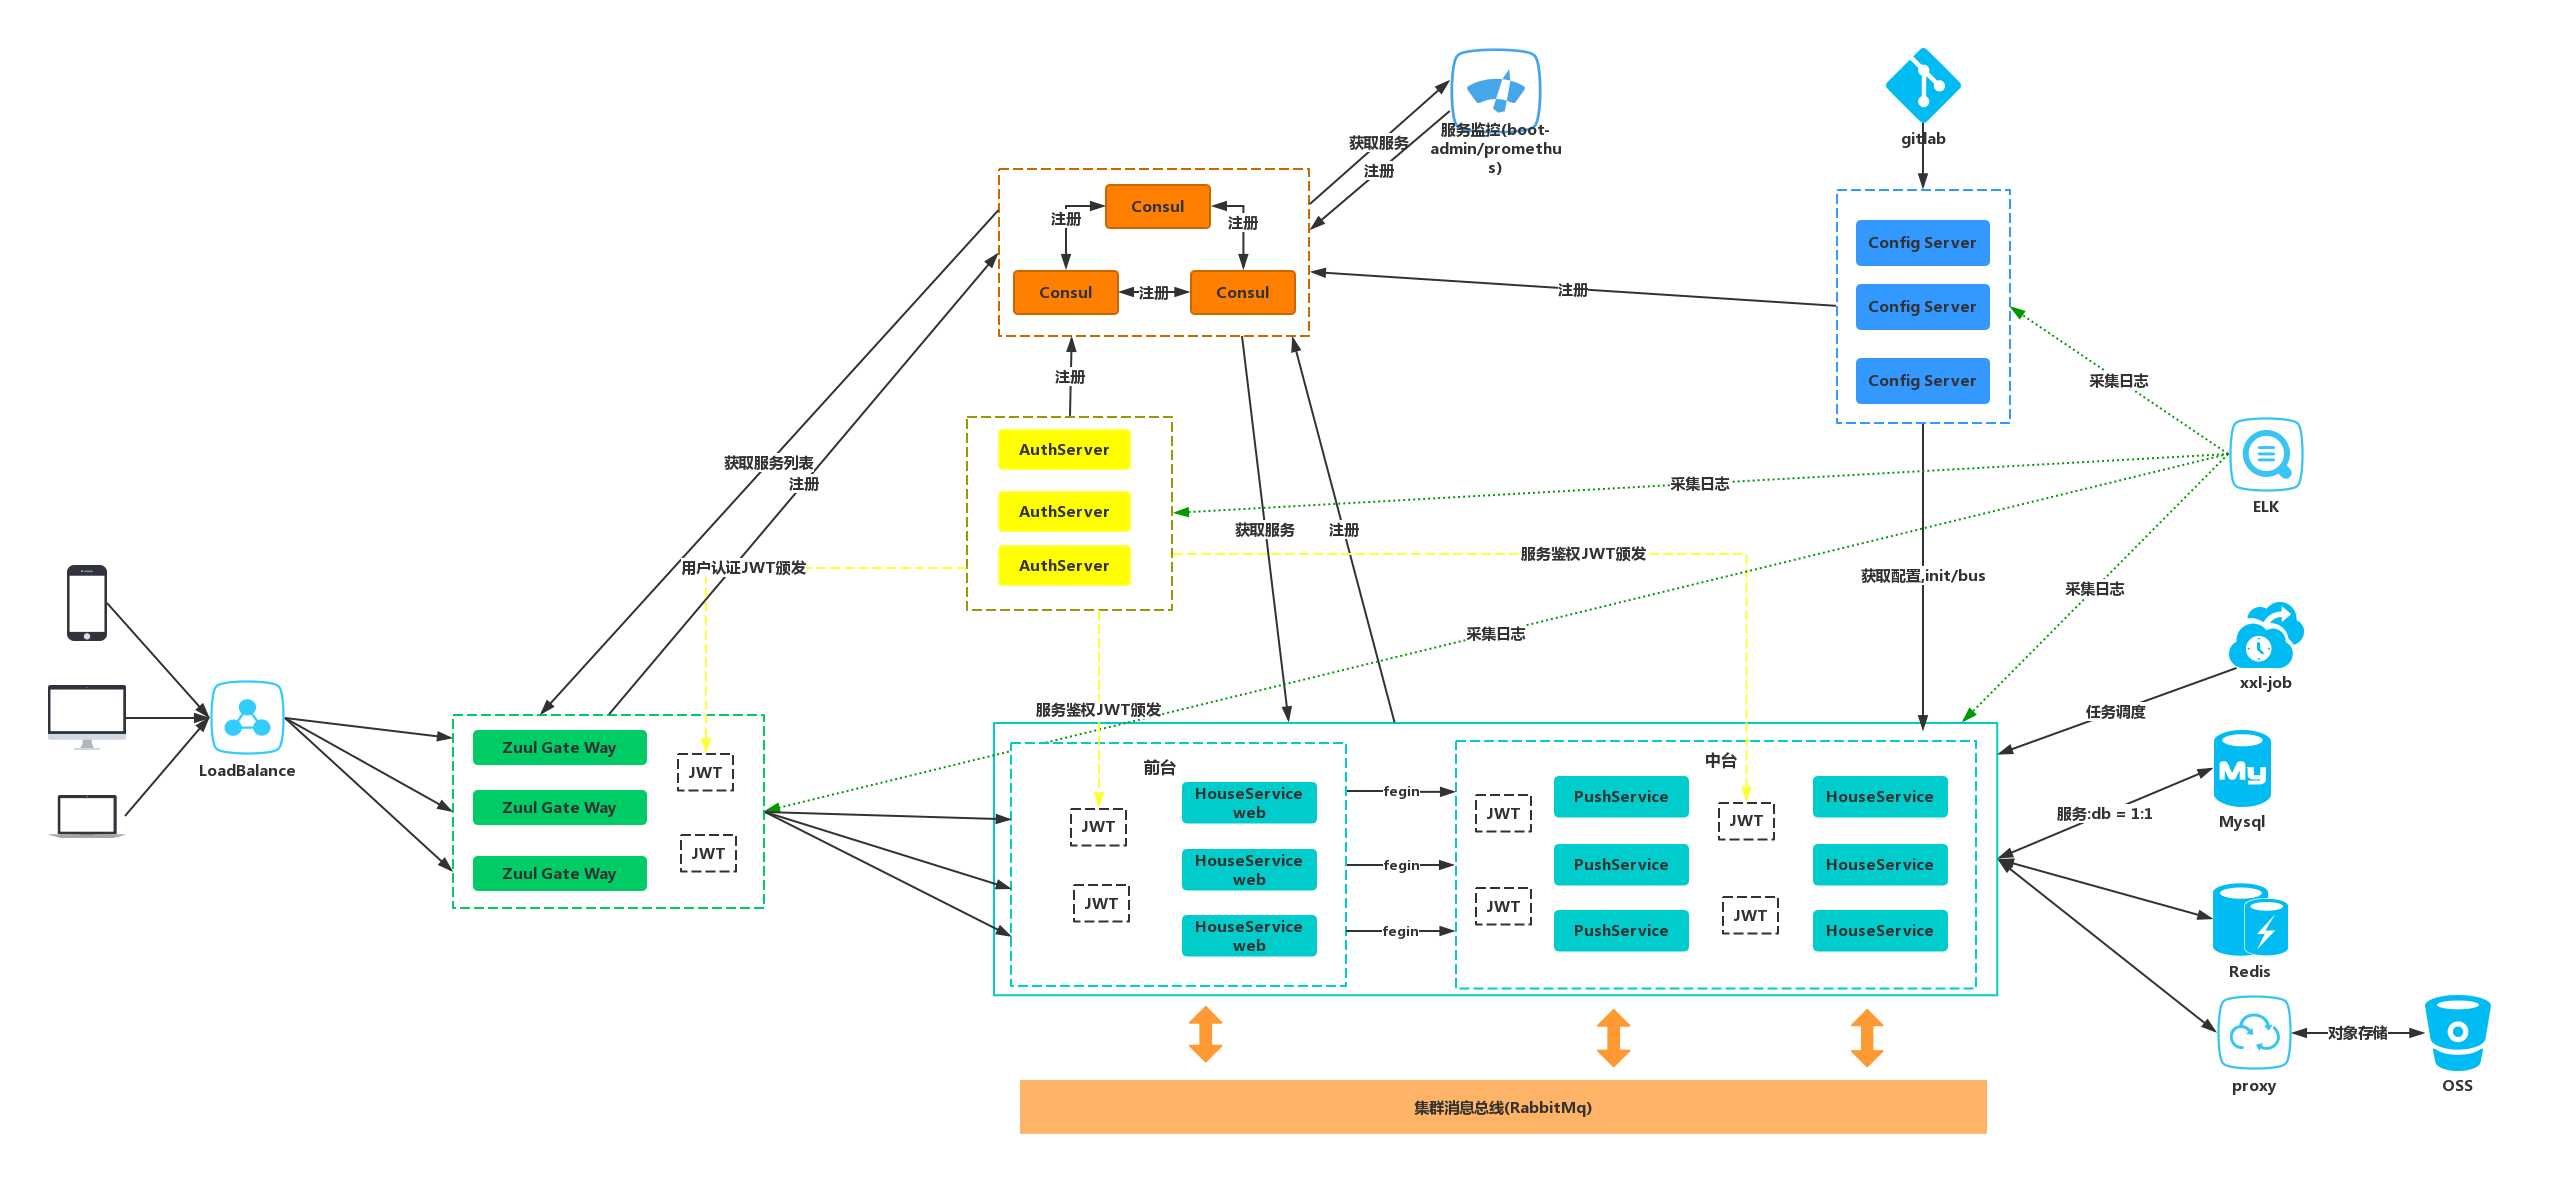 服务监控(boot-
admin/promethu
s)
gitlab
获取服务
注册
Consul
注册
注册
Consul
注册
Consul
注册
Config Server
Config Server
Config Server
注册
采集日志
AuthServer
AuthServer
AuthServer
获取服务列表
注册
采集日志
ELK
获取服务
注册
用户认证JWT颁发
服务鉴权JWT颁发
获取配置,init/bus
采集日志
采集日志
xxl-job
任务调度
服务鉴权JWT颁发
LoadBalance
Zuul Gate Way
Zuul Gate Way
Zuul Gate Way
JWT
JWT
前台
JWT
JWT
HouseService
web
HouseService
web
HouseService
web
fegin
fegin
fegin
中台
JWT
JWT
PushService
PushService
PushService
JWT
JWT
HouseService
HouseService
HouseService
服务:db = 1:1
My
Mysql
Redis
proxy
对象存储
OSS
集群消息总线(RabbitMq)